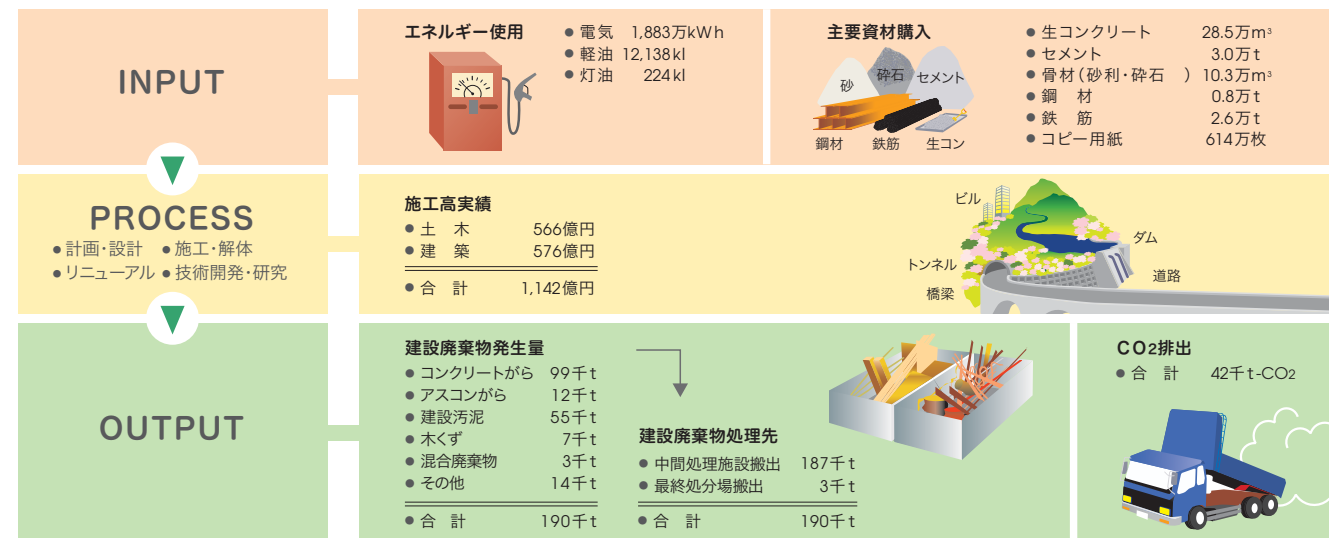 INPUT
エネルギー使用
● 電気 1,883万kWh
● 軽油 12,138kl
● 灯油 224kl
主要資材購入
砂
砕石
セメント
鋼材
鉄筋
生コン
● 生コンクリート 28.5万m³
● セメント 3.0万t
● 骨材(砂利・砕石 ) 10.3万m³
● 鋼 材 0.8万t
● 鉄 筋 2.6万t
● コピー用紙 614万枚
PROCESS
● 計画・設計 ● 施工・解体
● リニューアル ● 技術開発・研究
施工高実績
● 土 木 566億円
● 建 築 576億円
● 合 計 1,142億円
ビル
ダム
トンネル
道路
橋梁
OUTPUT
建設廃棄物発生量
● コンクリートがら 99千t
● アスコンがら 12千t
● 建設汚泥 55千t
● 木くず 7千t
● 混合廃棄物 3千t
● その他 14千t
● 合 計 190千t
建設廃棄物処理先
● 中間処理施設搬出 187千t
● 最終処分場搬出 3千t
● 合 計 190千t
CO2排出
● 合 計 42千t-CO2